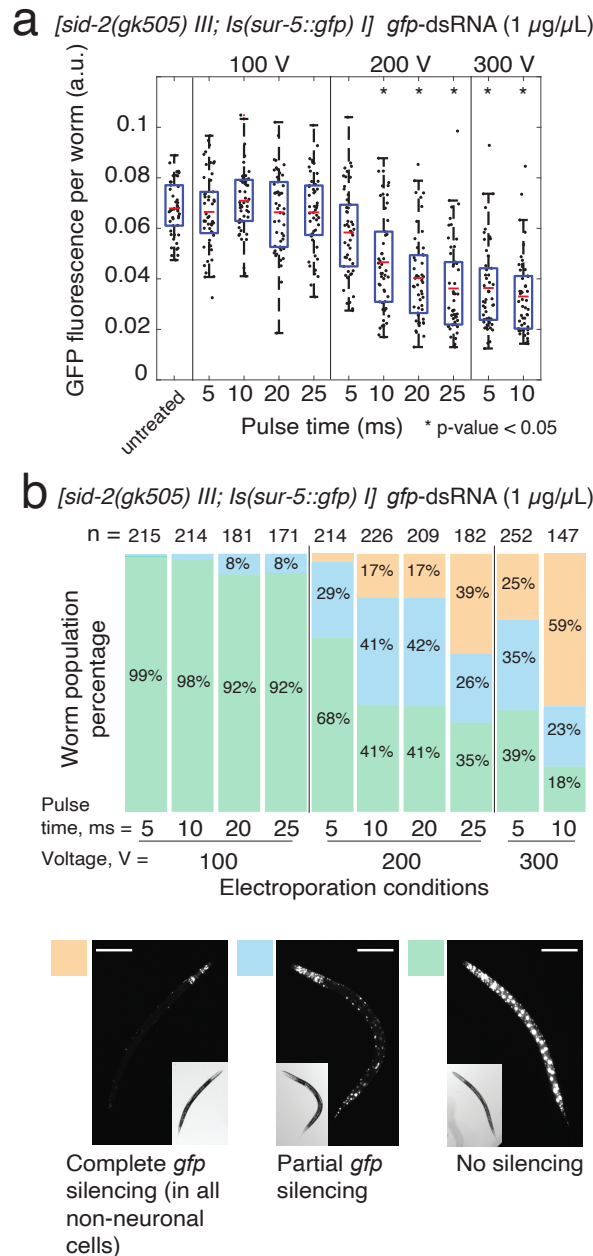 a [sid-2(gk505) III; Is(sur-5::gfp) I] gfp-dsRNA (1 µg/µL)
100 V 200 V 300 V
* * * * *
GFP fluorescence per worm (a.u.)
0.1
0.08
0.06
0.04
0.02
0
untreated
5 10 20 25 5 10 20 25 5 10
Pulse time (ms) * p-value < 0.05
b [sid-2(gk505) III; Is(sur-5::gfp) I] gfp-dsRNA (1 µg/µL)
n = 215 214 181 171 214 226 209 182 252 147
Worm population
percentage
99% 98% 8% 92% 8% 92% 29% 68% 17% 41% 41% 17% 42% 41% 39% 26% 35% 25% 35% 39% 59% 23% 18%
Pulse
time, ms = 5 10 20 25 5 10 20 25 5 10
Voltage, V = 100 200 300
Electroporation conditions
Complete gfp
silencing (in all
non-neuronal
cells)
Partial gfp
silencing
No silencing